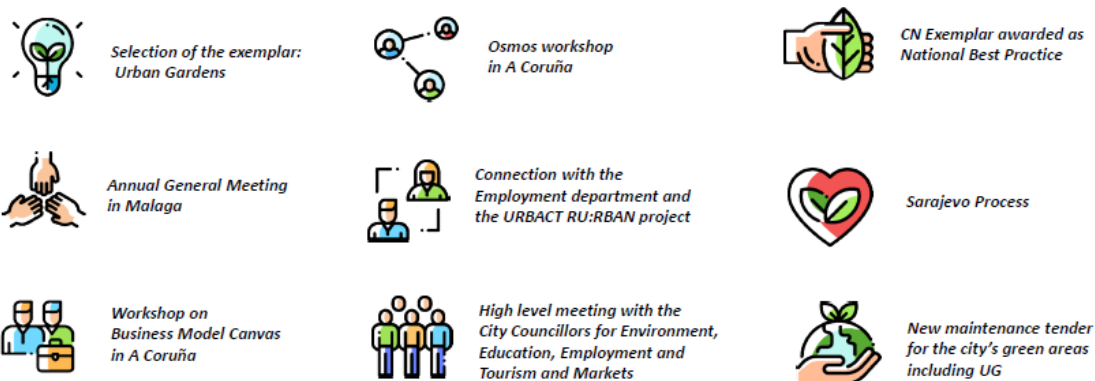 Selection of the exemplar:
Urban Gardens
Osmos workshop
in A Coruña
CN Exemplar awarded as
National Best Practice
Annual General Meeting
in Malaga
Connection with the
Employment department and
the URBACT RU:RBAN project
Sarajevo Process
Workshop on
Business Model Canvas
in A Coruña
High level meeting with the
City Councillors for Environment,
Education, Employment and
Tourism and Markets
New maintenance tender
for the city's green areas
including UG